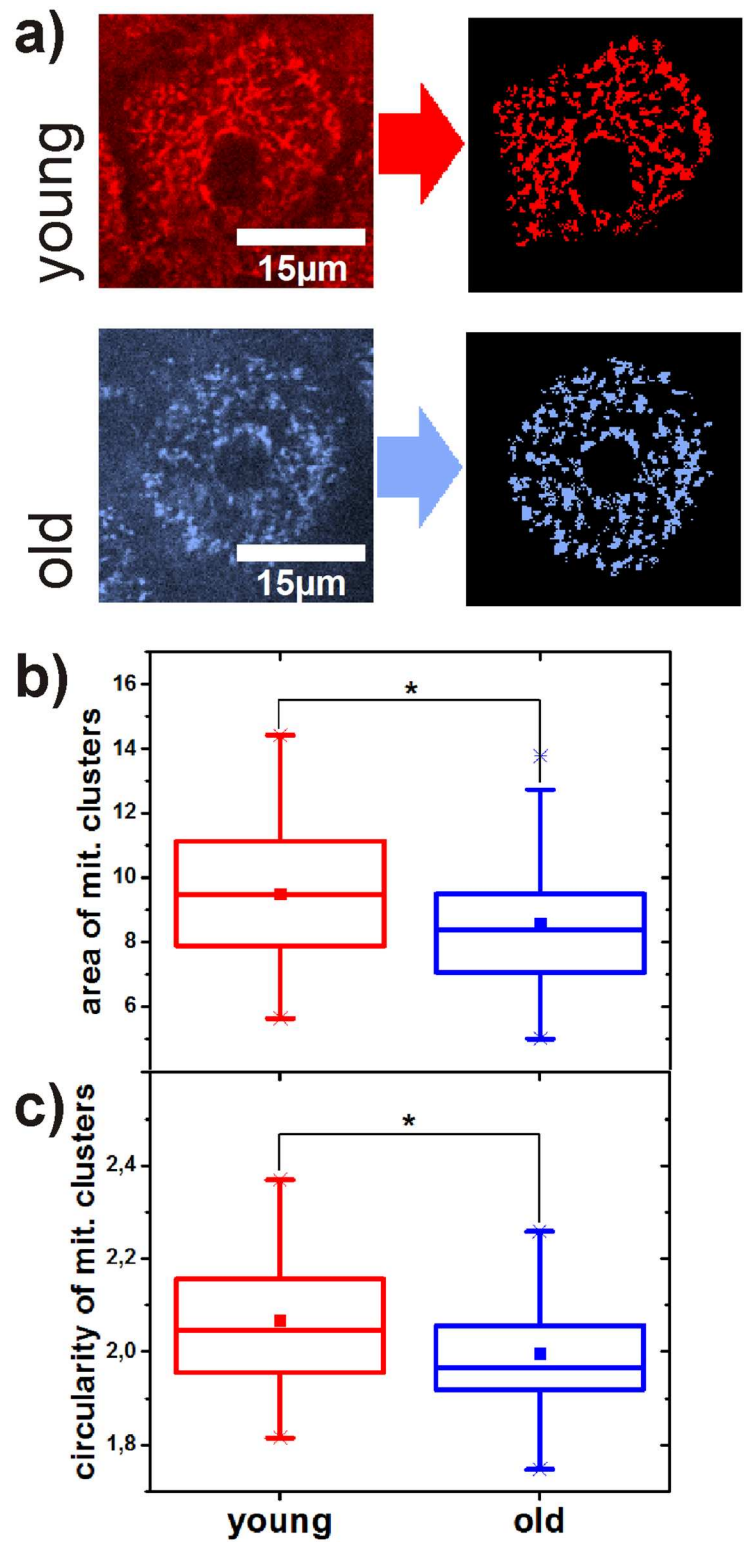 a)
young
15µm
old
15µm
b)
area of mit. clusters
16
14
12
10
8
6
*
c)
circularity of mit. clusters
2,4
2,2
2,0
1,8
*
young
old